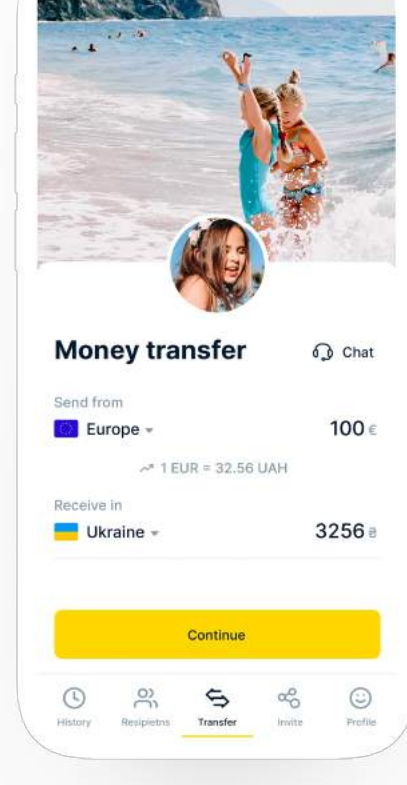 Money transfer
Chat
Send from
Europe
100 €
1 EUR = 32.56 UAH
Receive in
Ukraine
3256 ₴
Continue
History
Resipietns
Transfer
Invite
Profile